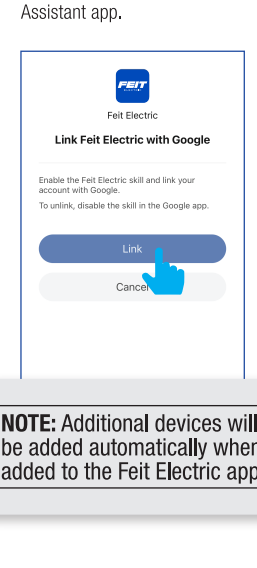 Assistant app.
FEIT
ELECTRIC
Feit Electric
Link Feit Electric with Google
Enable the Feit Electric skill and link your
account with Google.
To unlink, disable the skill in the Google app.
Link
Cancel
NOTE: Additional devices will
be added automatically when
added to the Feit Electric app